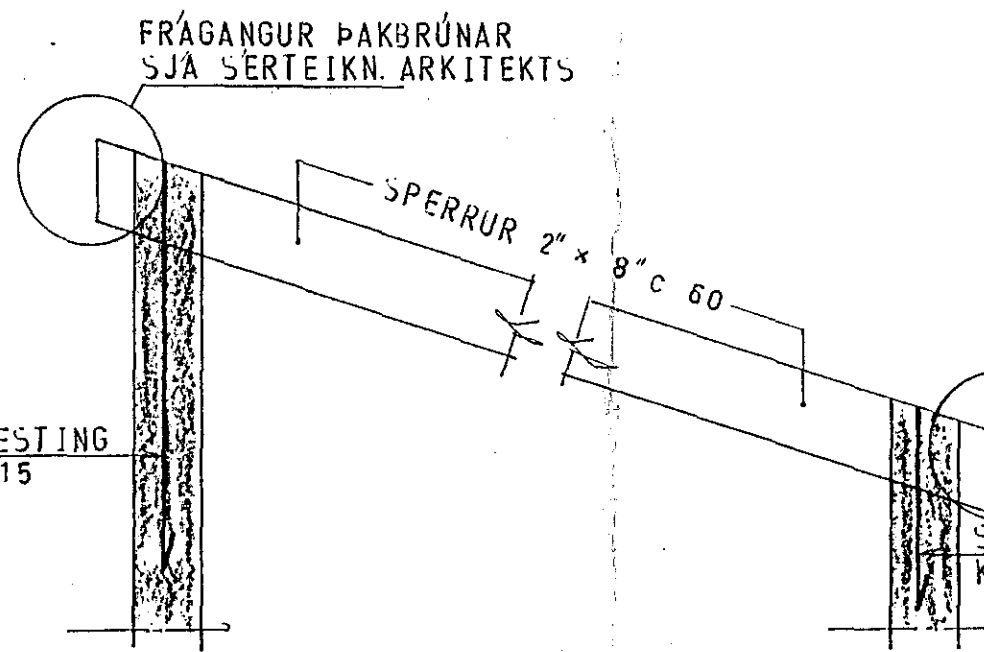 FRÁGANGUR ÞAKBRÚNAR
SJÁ SÉRTEIKN. ARKITEKTS
SPERRUR 2" x 8" C 60
ESTING
15